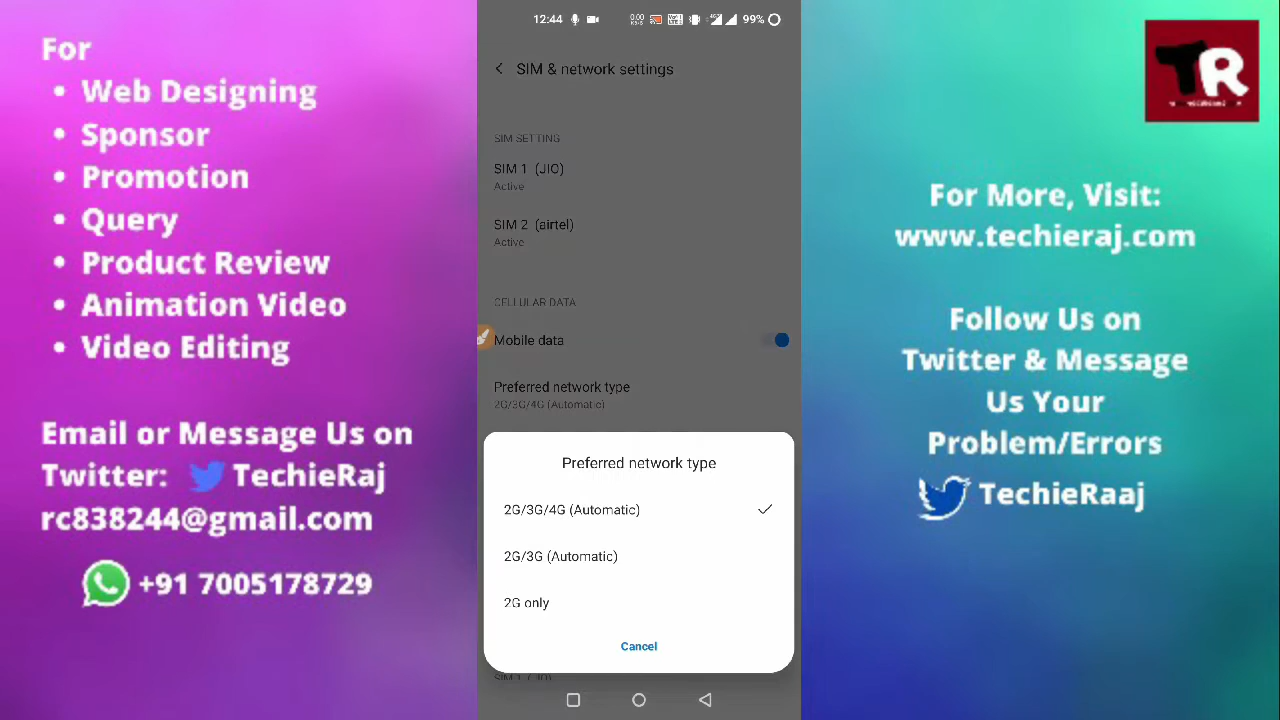 For
• Web Designing
• Sponsor
• Promotion
• Query
• Product Review
• Animation Video
• Video Editing
Email or Message Us on
Twitter: TechieRaj
rc838244@gmail.com
+91 7005178729
12:44
0.00
99%
SIM & network settings
SIM SETTING
SIM 1 (JIO)
Active
SIM 2 (airtel)
Active
CELLULAR DATA
Mobile data
Preferred network type
2G/3G/4G (Automatic)
Preferred network type
2G/3G/4G (Automatic)
2G/3G (Automatic)
2G only
Cancel
TR
For More, Visit:
www.techieraj.com
Follow Us on
Twitter & Message
Us Your
Problem/Errors
TechieRaaj